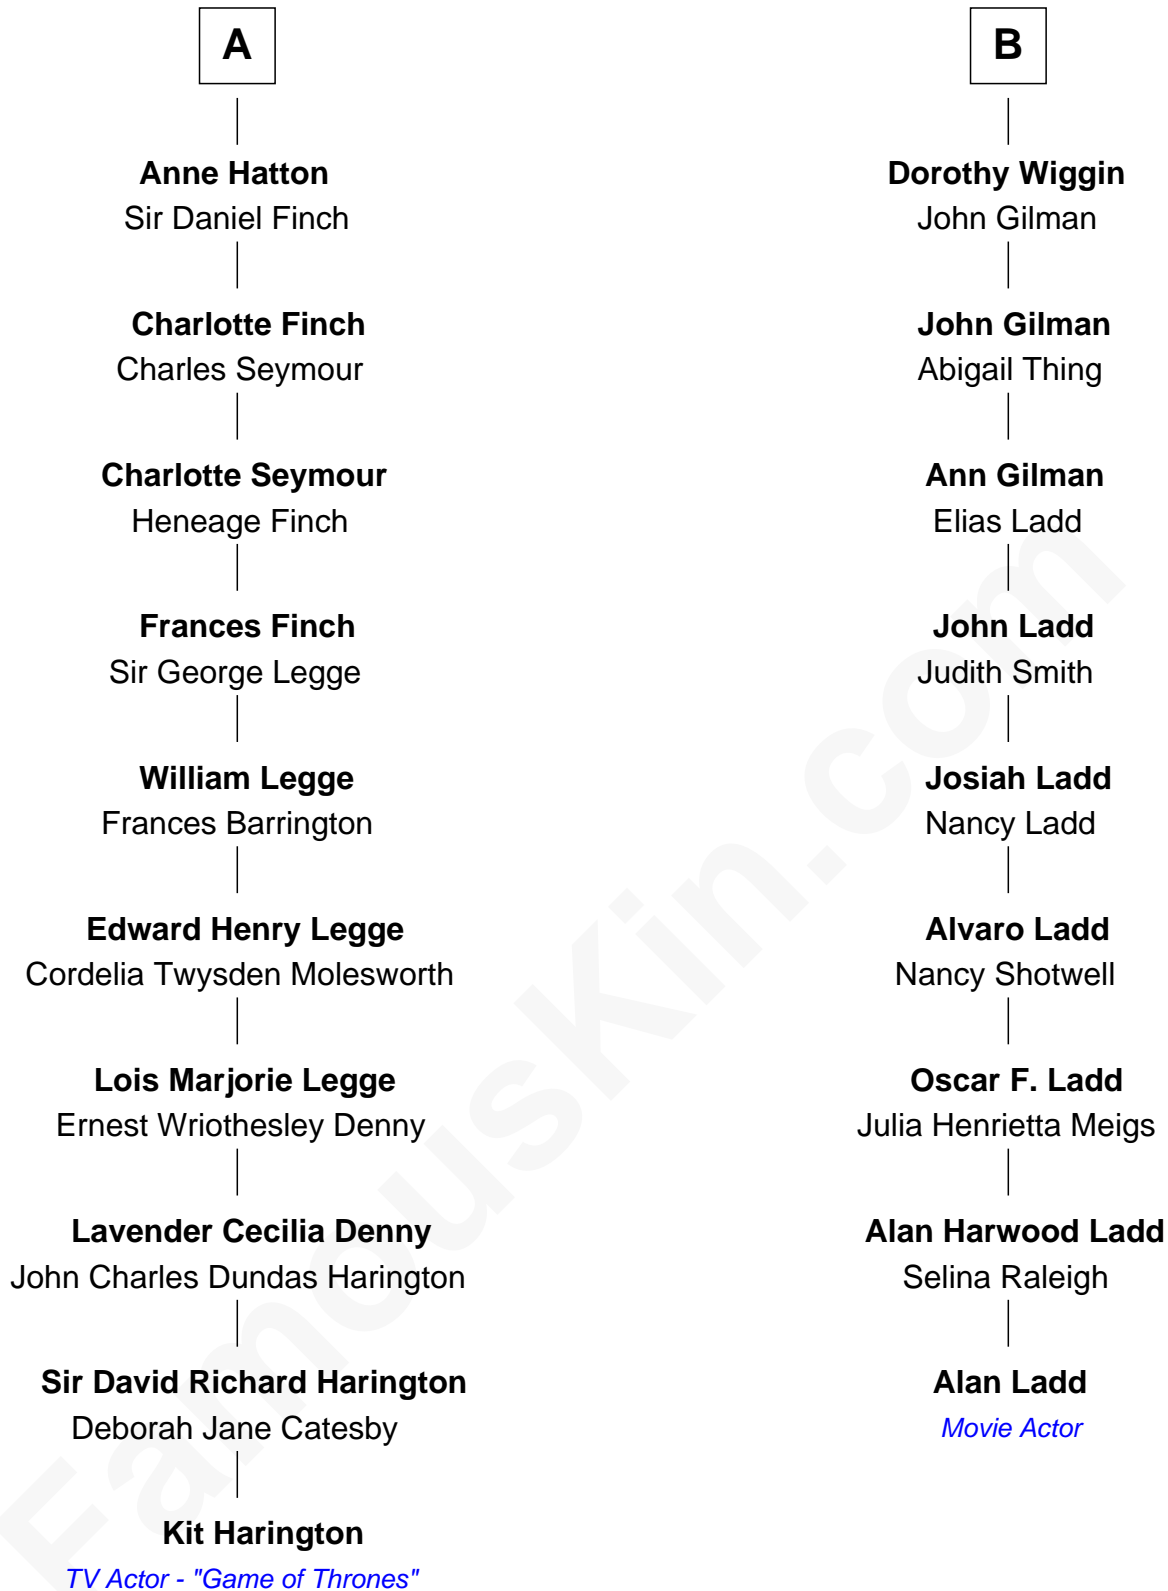 A
Anne Hatton
Sir Daniel Finch
Charlotte Finch
Charles Seymour
Charlotte Seymour
Heneage Finch
Frances Finch
Sir George Legge
William Legge
Frances Barrington
Edward Henry Legge
Cordelia Twysden Molesworth
Lois Marjorie Legge
Ernest Wriothesley Denny
Lavender Cecilia Denny
John Charles Dundas Harington
Sir David Richard Harington
Deborah Jane Catesby
Kit Harington
TV Actor - "Game of Thrones"
B
Dorothy Wiggin
John Gilman
John Gilman
Abigail Thing
Ann Gilman
Elias Ladd
John Ladd
Judith Smith
Josiah Ladd
Nancy Ladd
Alvaro Ladd
Nancy Shotwell
Oscar F. Ladd
Julia Henrietta Meigs
Alan Harwood Ladd
Selina Raleigh
Alan Ladd
Movie Actor
FamousKin.com